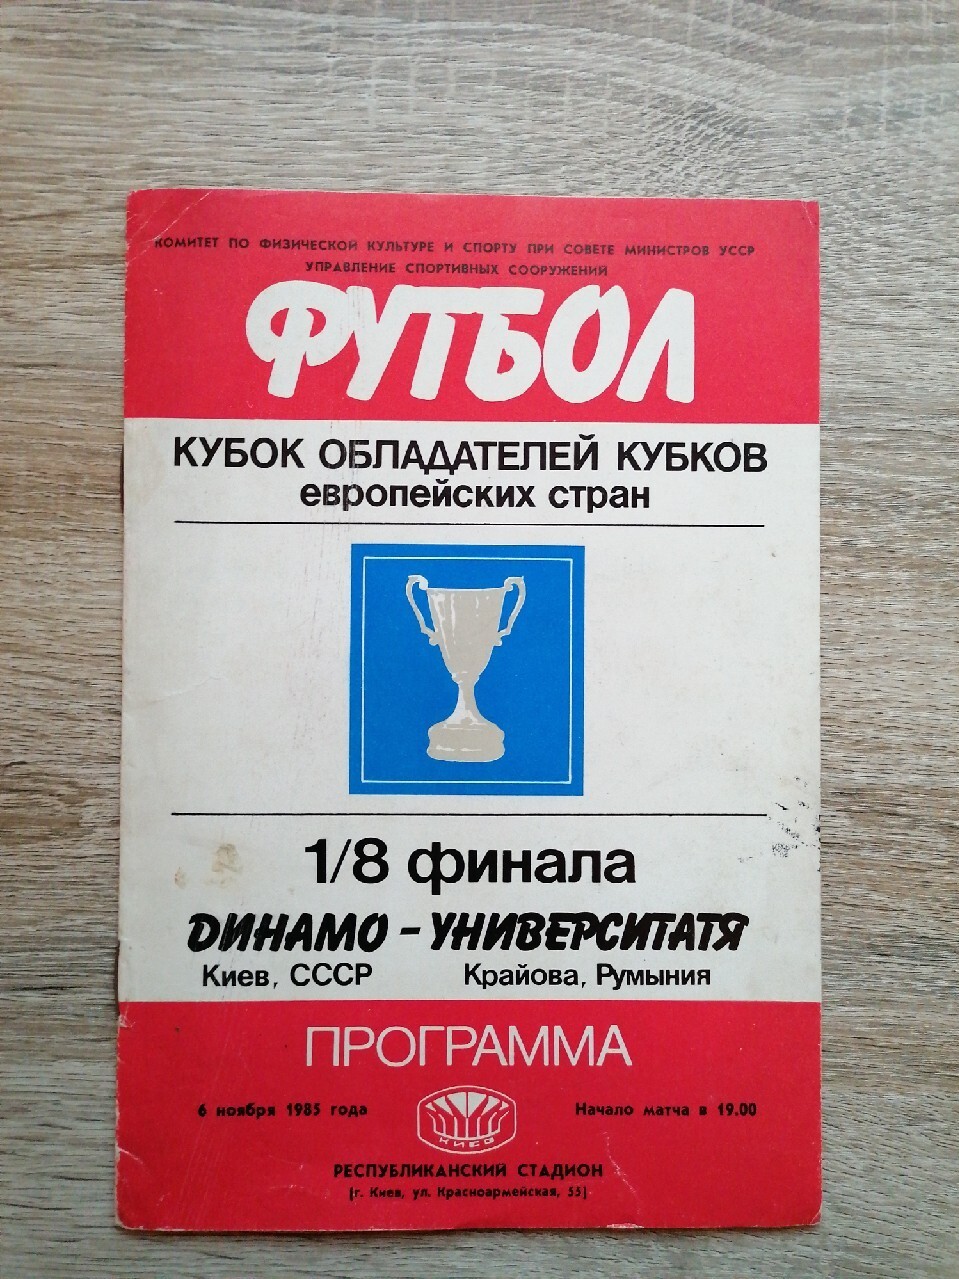 КОМИТЕТ ПО ФИЗИЧЕСКОЙ КУЛЬТУРЕ И СПОРТУ ПРИ СОВЕТЕ МИНИСТРОВ УССР
УПРАВЛЕНИЕ СПОРТИВНЫХ СООРУЖЕНИЙ
ФУТБОЛ
КУБОК ОБЛАДАТЕЛЕЙ КУБКОВ
европейских стран
1/8 финала
ДИНАМО – УНИВЕРСИТАТЯ
Киев, СССР Крайова, Румыния
ПРОГРАММА
6 ноября 1985 года Начало матча в 19.00
КИЕВ
РЕСПУБЛИКАНСКИЙ СТАДИОН
(г. Киев, ул. Красноармейская, 55)